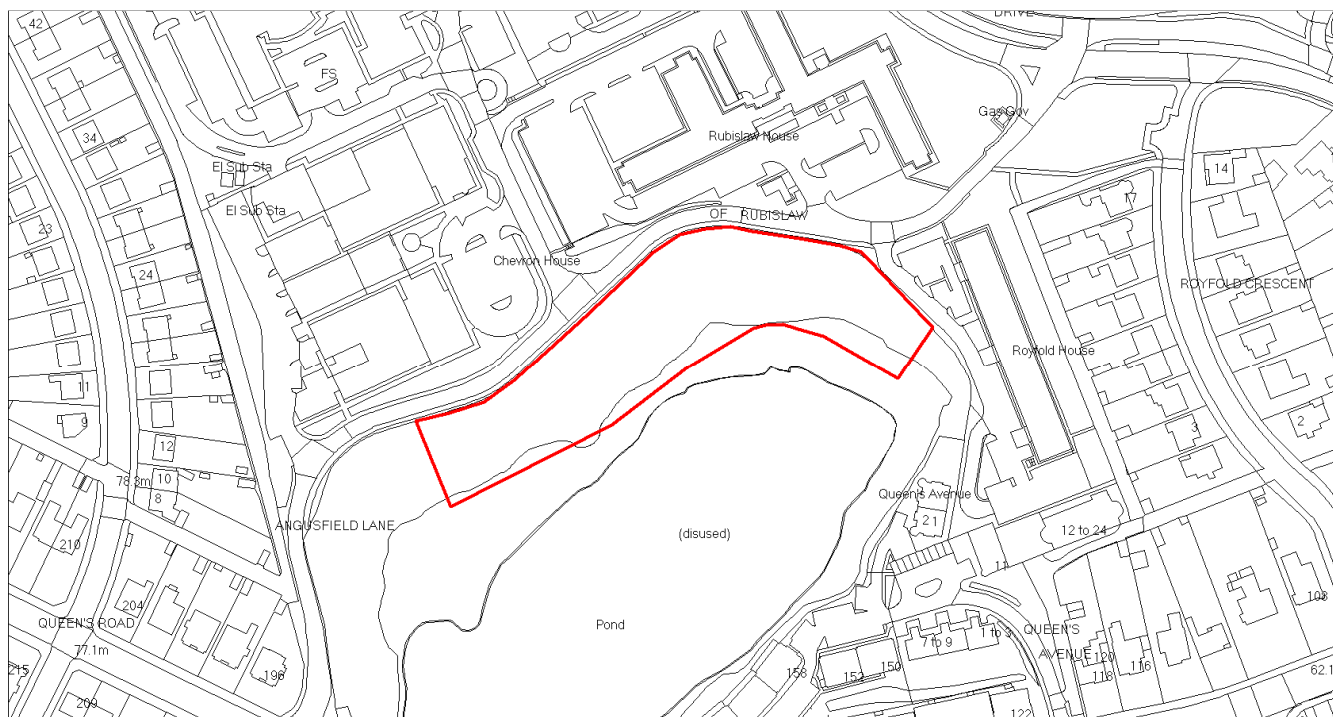 DRIVE
42
FS
34
Gas Gov
Rubislaw House
El Sub Sta
14
17
El Sub Sta
OF RUBISLAW
23
Chevron House
24
ROYFOLD CRESCENT
Royfold House
11
9
2
3
12
78.3m
10
8
Queen's Avenue
ANGUSFIELD LANE
21
12 to 24
(disused)
210
11
108
204
QUEEN'S ROAD
Pond
QUEEN'S
1 to 3
7 to 9
77.1m
AVENUE
120
116
150
215
158
62.1
196
152
118
209
122